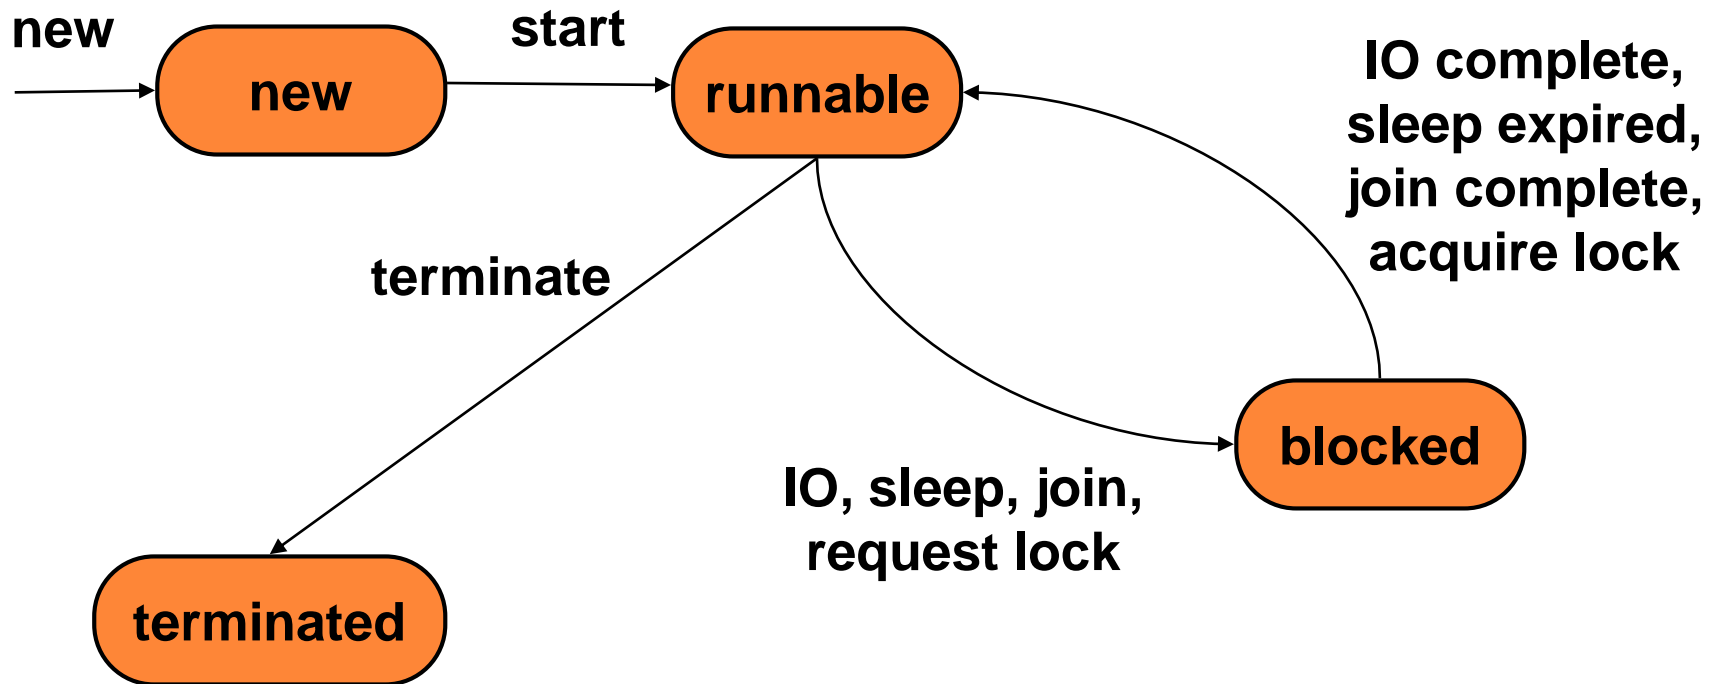 new
start
new
runnable
IO complete,
sleep expired,
join complete,
acquire lock
terminate
blocked
IO, sleep, join,
request lock
terminated